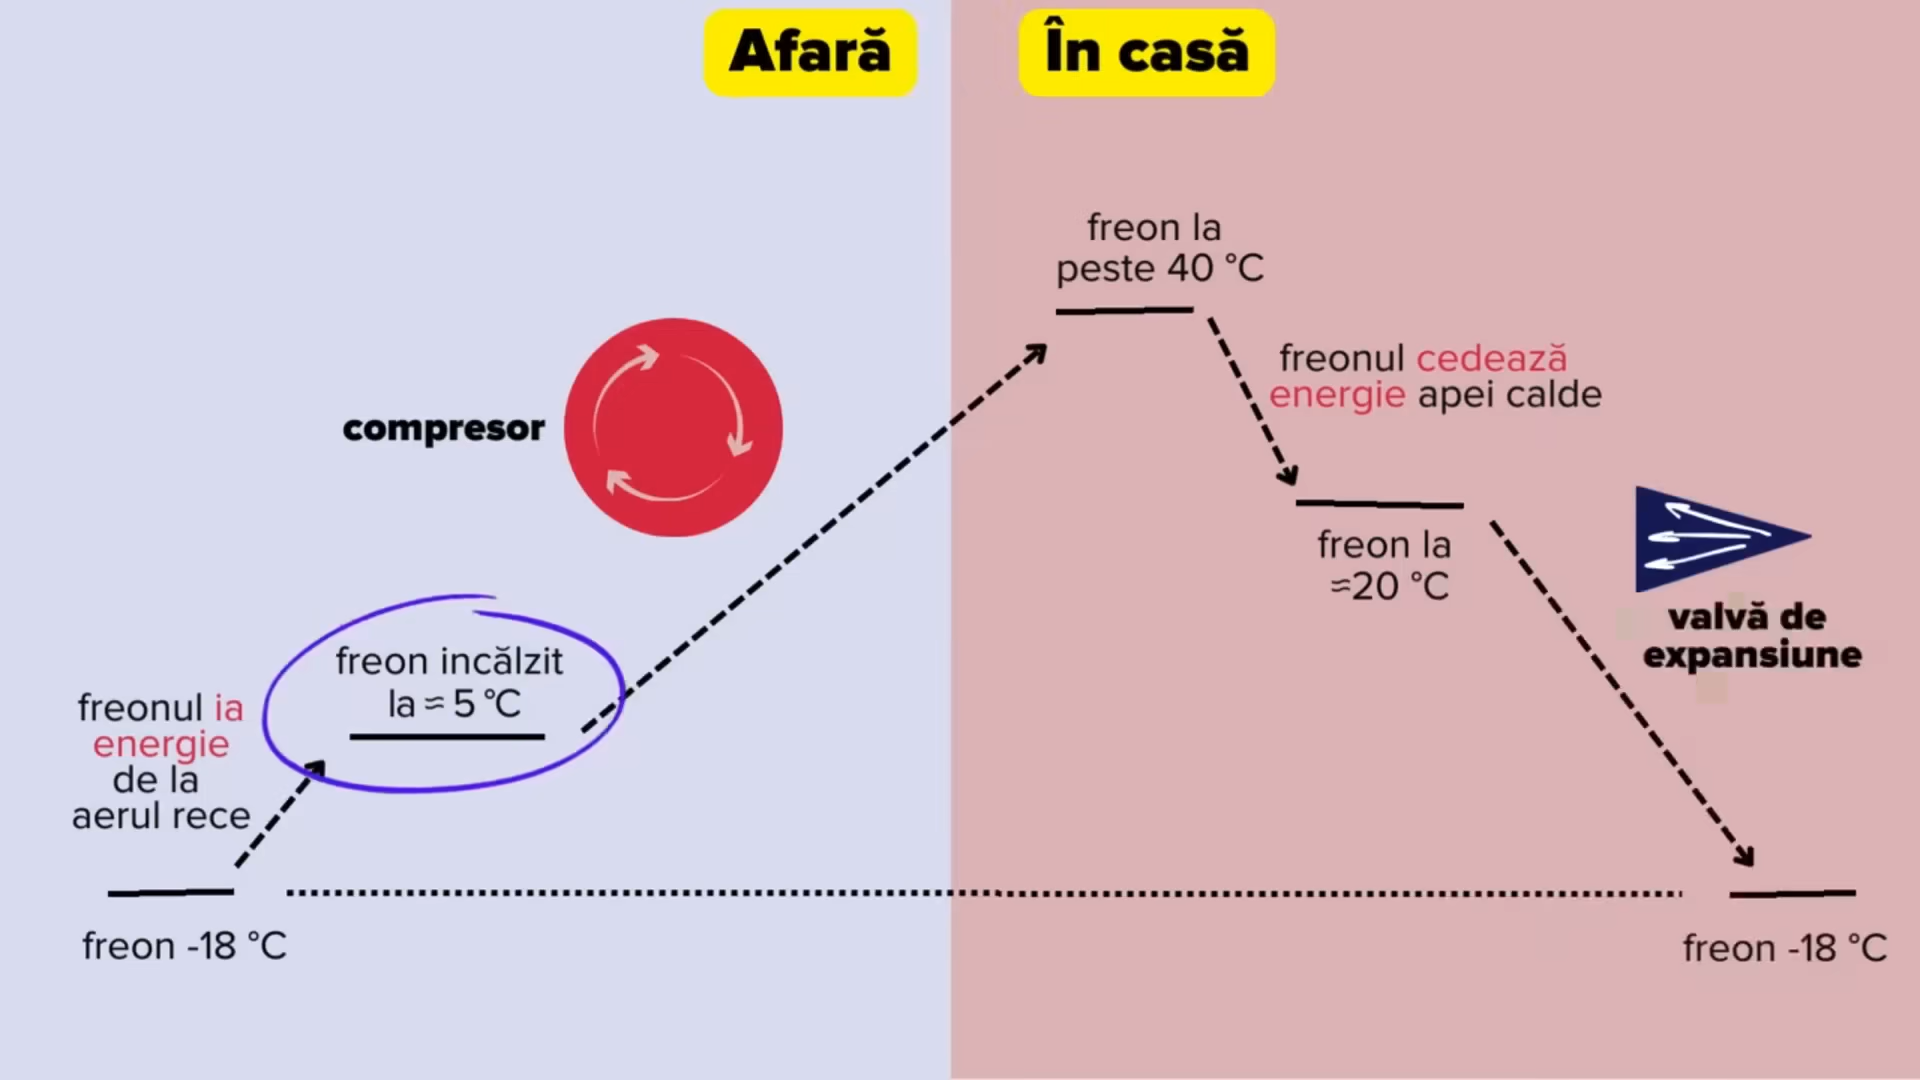 Afară
În casă
freon la
peste 40 °C
freonul cedează
energie apei calde
compresor
freon la
≈20 °C
valvă de
expansiune
freon incălzit
la ≈ 5 °C
freonul ia
energie
de la
aerul rece
freon -18 °C
freon -18 °C